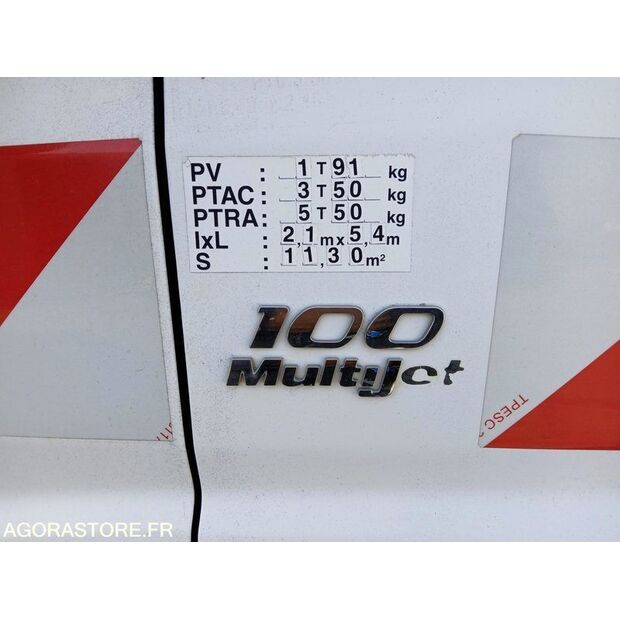 PV : 1 T 91 kg
PTAC : 3 T 50 kg
PTRA : 5 T 50 kg
lxL : 2,1 m x 5,4 m
S : 11,30 m²
100
MultiJet
TPESC
AGORASTORE.FR